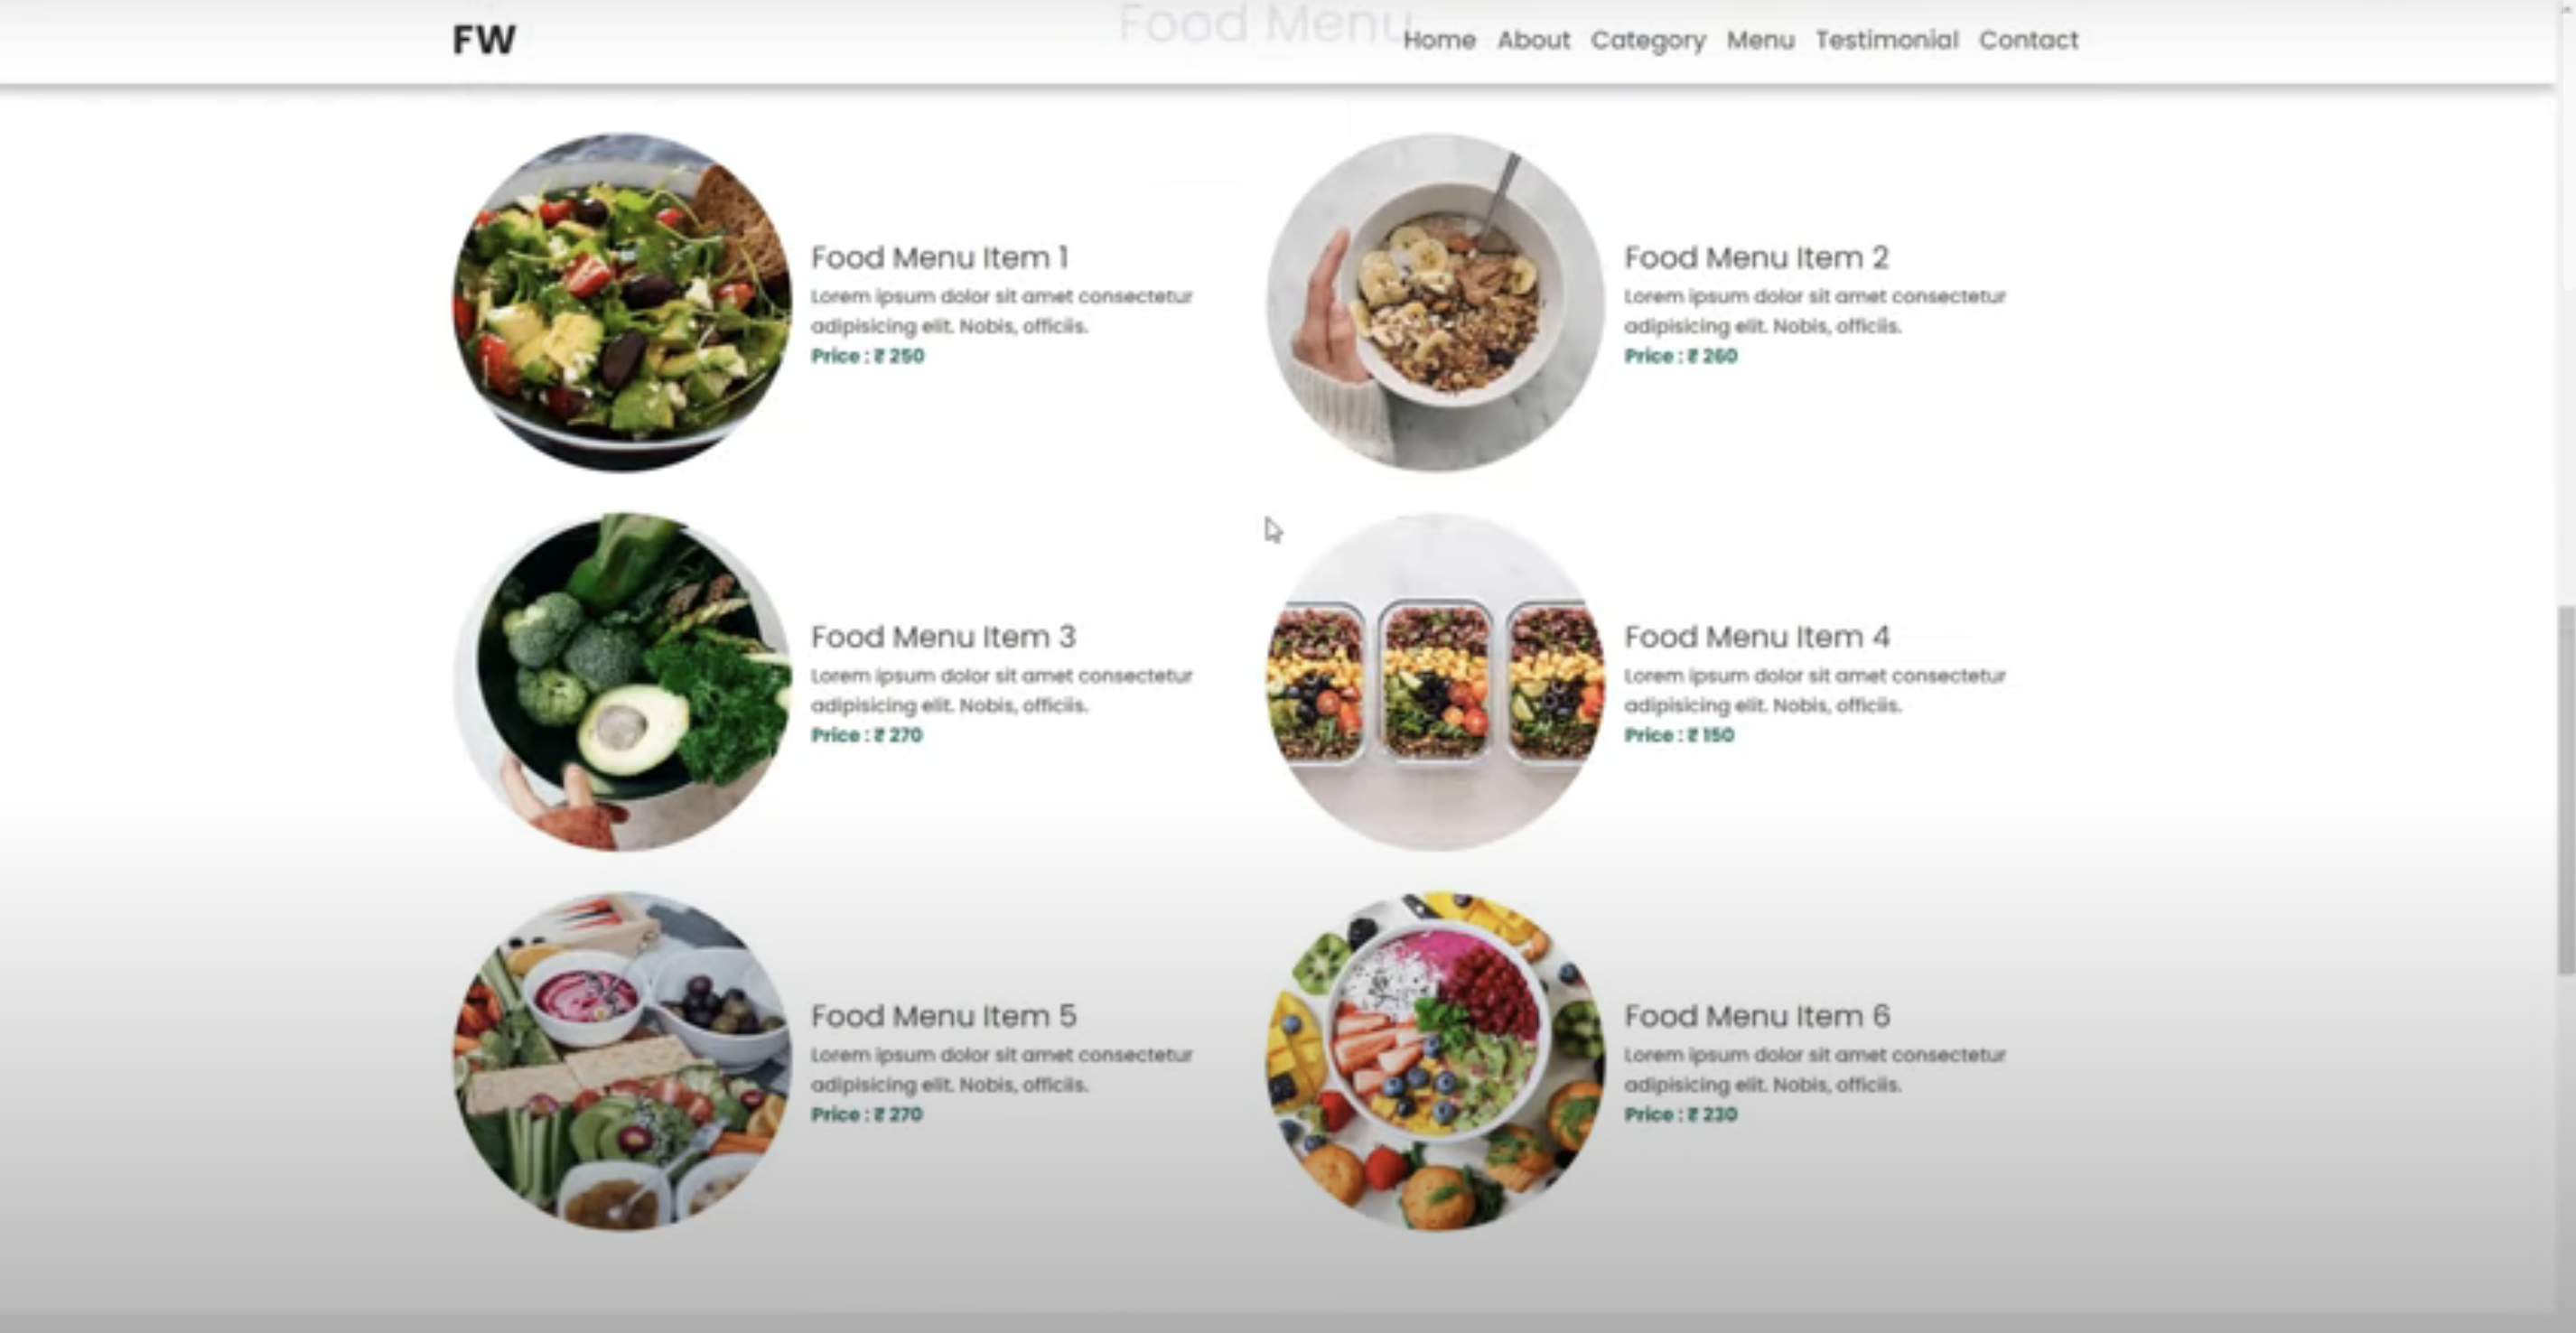 Food Menu
FW
Home About Category Menu Testimonial Contact
Food Menu Item 1
Lorem ipsum dolor sit amet consectetur
adipisicing elit. Nobis, officiis.
Price : ₹ 250
Food Menu Item 2
Lorem ipsum dolor sit amet consectetur
adipisicing elit. Nobis, officiis.
Price : ₹ 260
Food Menu Item 3
Lorem ipsum dolor sit amet consectetur
adipisicing elit. Nobis, officiis.
Price : ₹ 270
Food Menu Item 4
Lorem ipsum dolor sit amet consectetur
adipisicing elit. Nobis, officiis.
Price : ₹ 150
Food Menu Item 5
Lorem ipsum dolor sit amet consectetur
adipisicing elit. Nobis, officiis.
Price : ₹ 270
Food Menu Item 6
Lorem ipsum dolor sit amet consectetur
adipisicing elit. Nobis, officiis.
Price : ₹ 230